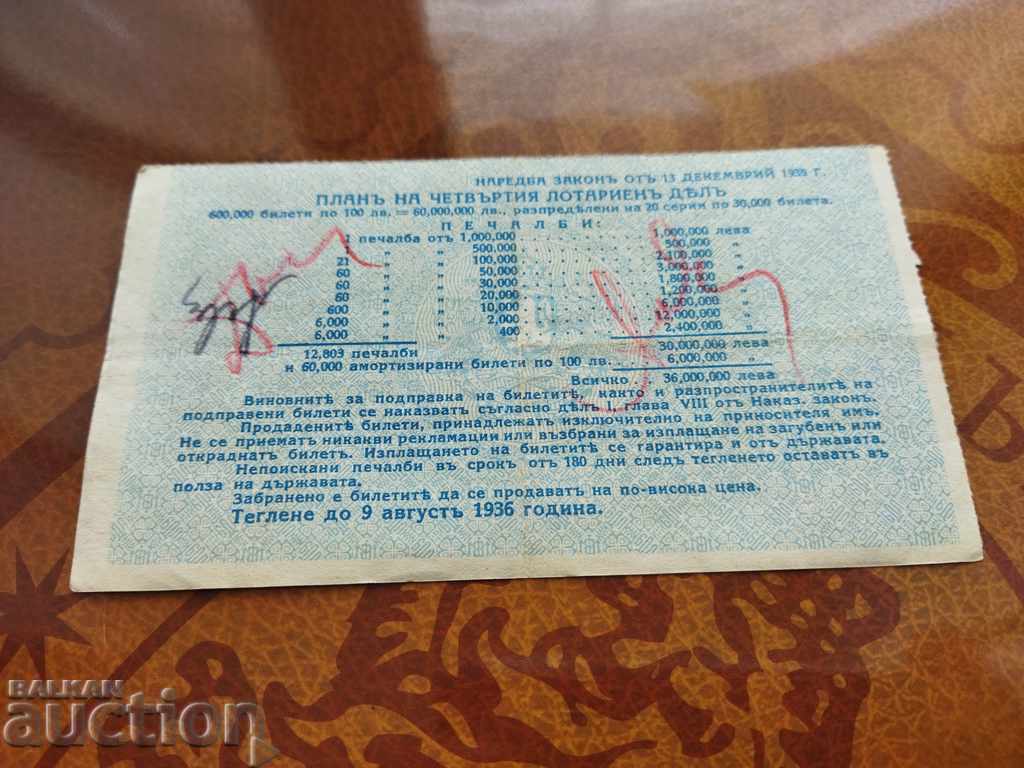 НАРЕДБА ЗАКОНЪ ОТЪ 13 ДЕКЕМВРИЙ Г.
ПЛАНЪ НА ЧЕТВЪРТИЯ ЛОТАРИЕНЪ ДѢЛЪ
600,000 билети по 100 лв. = 60,000,000 лв., разпредѣлени на 20 серии по 30,000 билета.
ПЕЧАЛБИ:
1 печалба отъ 1,000,000 . . . . . . . . 1,000,000 лева
1 " " 500,000 . . . . . . . . 500,000 "
21 " " 100,000 . . . . . . . . 2,100,000 "
60 " " 50,000 . . . . . . . . 3,000,000 "
60 " " 30,000 . . . . . . . . 1,800,000 "
60 " " 20,000 . . . . . . . . 1,200,000 "
600 " " 10,000 . . . . . . . . 6,000,000 "
6,000 " " 2,000 . . . . . . . . 12,000,000 "
6,000 " " 400 . . . . . . . . 2,400,000 "
12,803 печалби 30,000,000 лева
и 60,000 амортизирани билети по 100 лв. . . . 6,000,000 "
Всичко 36,000,000 лева
Виновнитѣ за подправка на билетитѣ, както и разпространителитѣ на
подправени билети се наказватъ съгласно дѣлъ I, глава VIII отъ Наказ. законъ.
Продаденитѣ билети, принадлежатъ изключително на приносителя имъ.
Не се приематъ никакви рекламации или възбрани за изплащане на загубенъ или
откраднатъ билетъ. Изплащането на билетитѣ се гарантира и отъ държавата.
Непоискани печалби въ срокъ отъ 180 дни следъ тегленето оставатъ въ
полза на държавата.
Забранено е билетитѣ да се продаватъ на по-висока цена.
Теглене до 9 августъ 1936 година.
BALKAN
auction